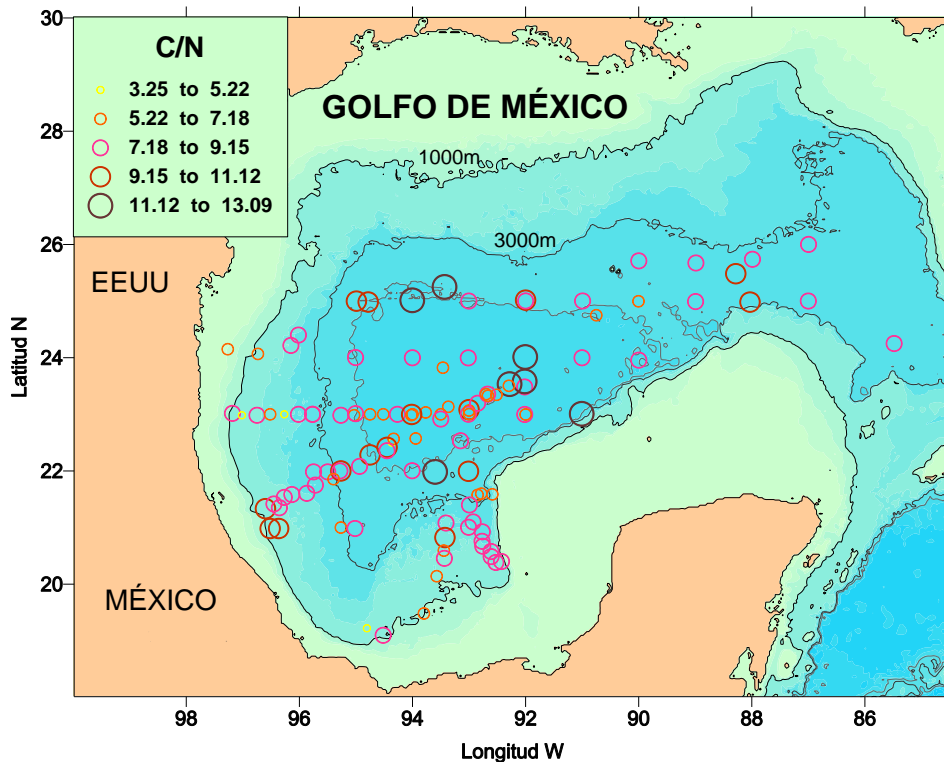 30
28
26
24
22
20
Latitud N
C/N
3.25 to 5.22
5.22 to 7.18
7.18 to 9.15
9.15 to 11.12
11.12 to 13.09
GOLFO DE MÉXICO
1000m
3000m
EEUU
MÉXICO
98 96 94 92 90 88 86
Longitud W